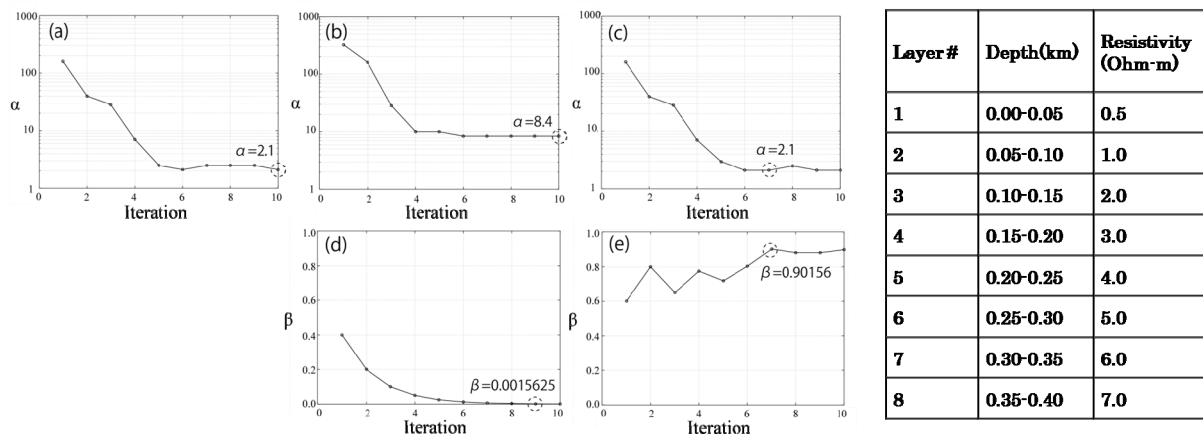 (a)
1000
100
α
10
1
α=2.1
0 2 4 6 8 10
Iteration
(b)
1000
100
α
10
1
α=8.4
0 2 4 6 8 10
Iteration
(c)
1000
100
α
10
1
α=2.1
0 2 4 6 8 10
Iteration
(d)
1.0
0.8
0.6
β
0.4
0.2
0.0
β=0.0015625
0 2 4 6 8 10
Iteration
(e)
1.0
0.8
0.6
β
0.4
0.2
0.0
β=0.90156
0 2 4 6 8 10
Iteration
Layer # Depth(km) Resistivity
(Ohm-m)
1 0.00-0.05 0.5
2 0.05-0.10 1.0
3 0.10-0.15 2.0
4 0.15-0.20 3.0
5 0.20-0.25 4.0
6 0.25-0.30 5.0
7 0.30-0.35 6.0
8 0.35-0.40 7.0